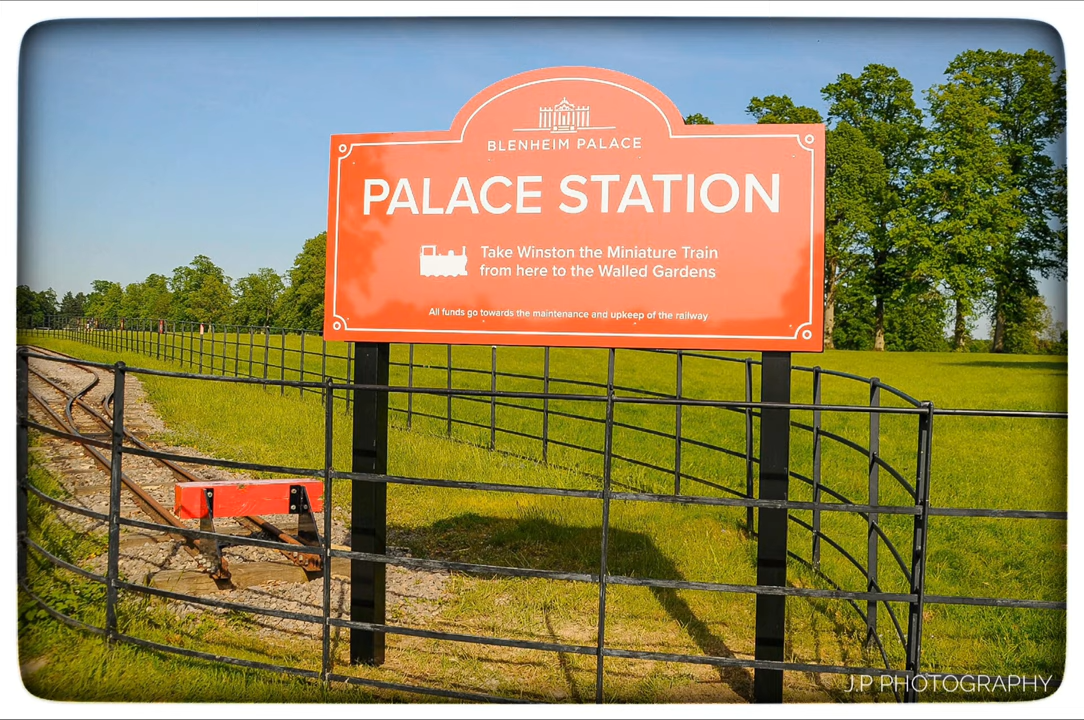 BLENHEIM PALACE
PALACE STATION
Take Winston the Miniature Train
from here to the Walled Gardens
All funds go towards the maintenance and upkeep of the railway
J.P PHOTOGRAPHY